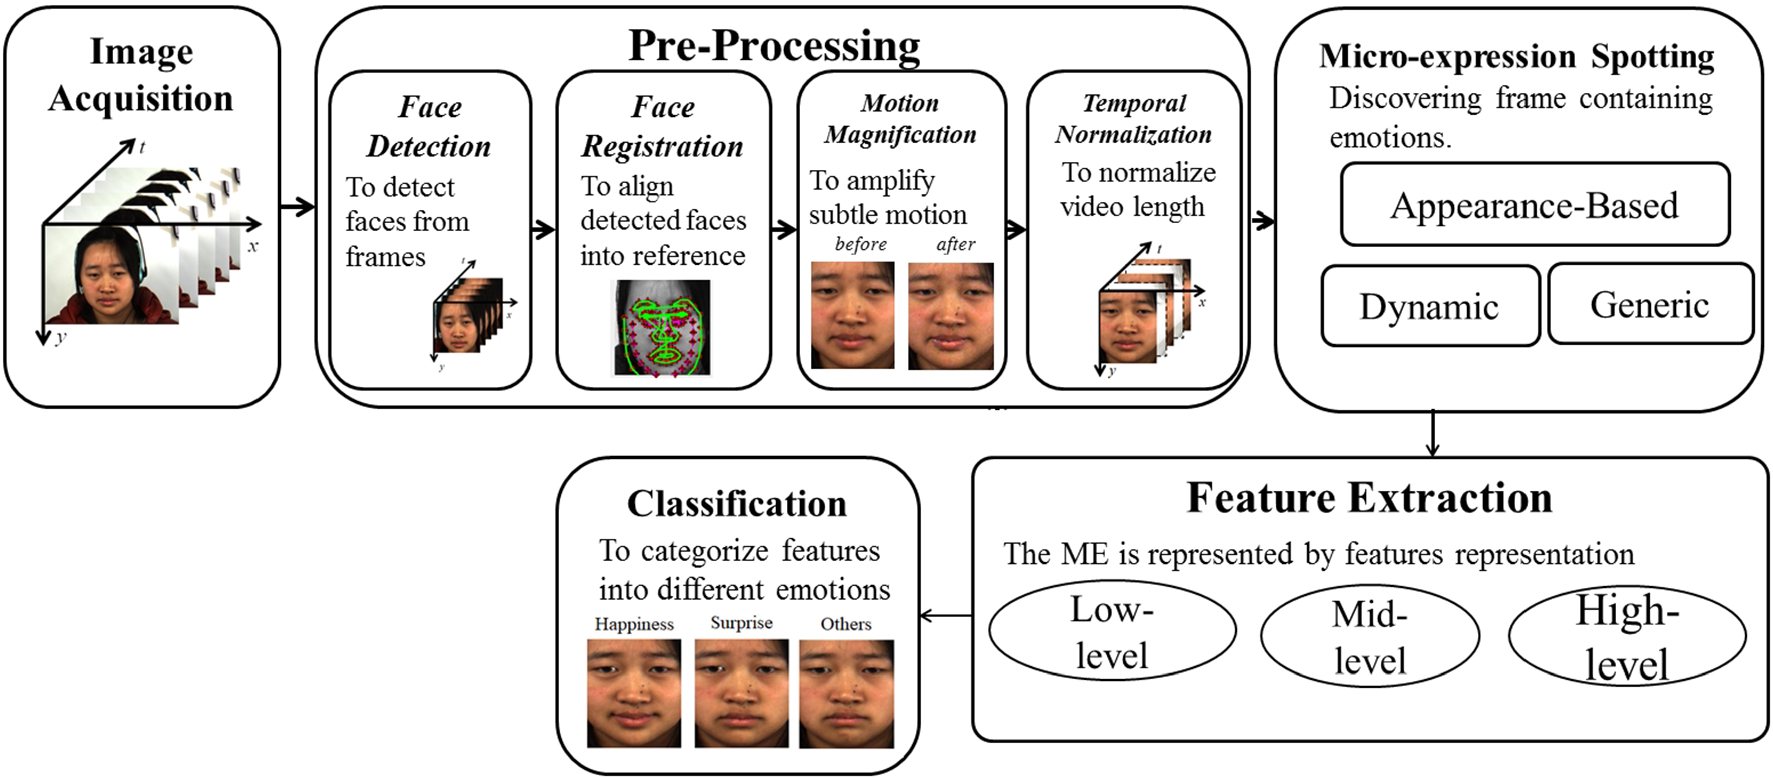 Image
Acquisition
t
x
y
Pre-Processing
Face
Detection
To detect
faces from
frames
t
x
y
Face
Registration
To align
detected faces
into reference
Motion
Magnification
To amplify
subtle motion
before after
Temporal
Normalization
To normalize
video length
t
x
y
Micro-expression Spotting
Discovering frame containing
emotions.
Appearance-Based
Dynamic
Generic
Feature Extraction
The ME is represented by features representation
Low-
level
Mid-
level
High-
level
Classification
To categorize features
into different emotions
Happiness Surprise Others